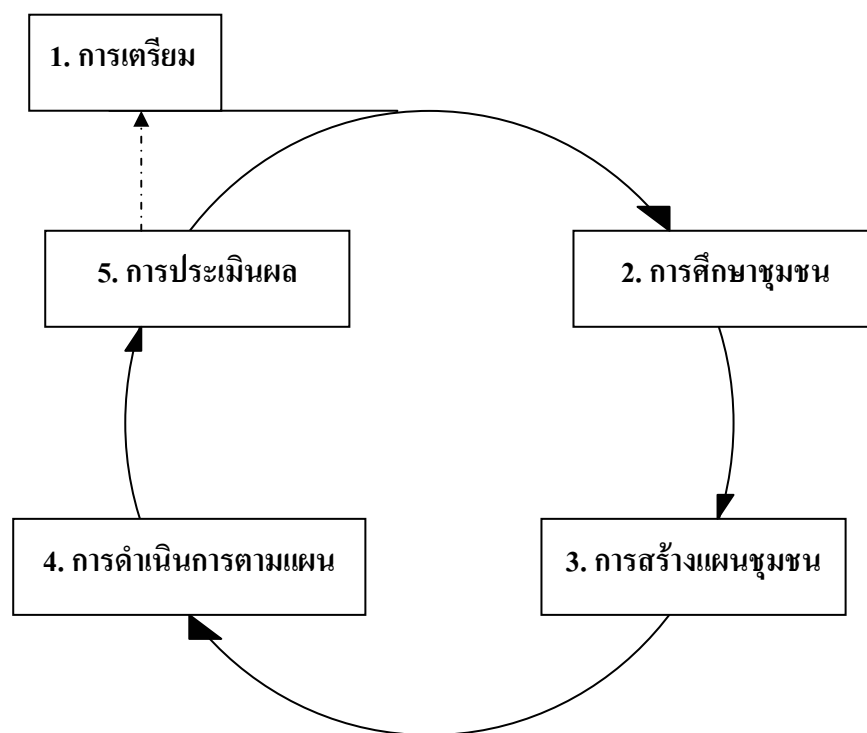 1. การเตรียม
2. การศึกษาชุมชน
3. การสร้างแผนชุมชน
4. การดำเนินการตามแผน
5. การประเมินผล